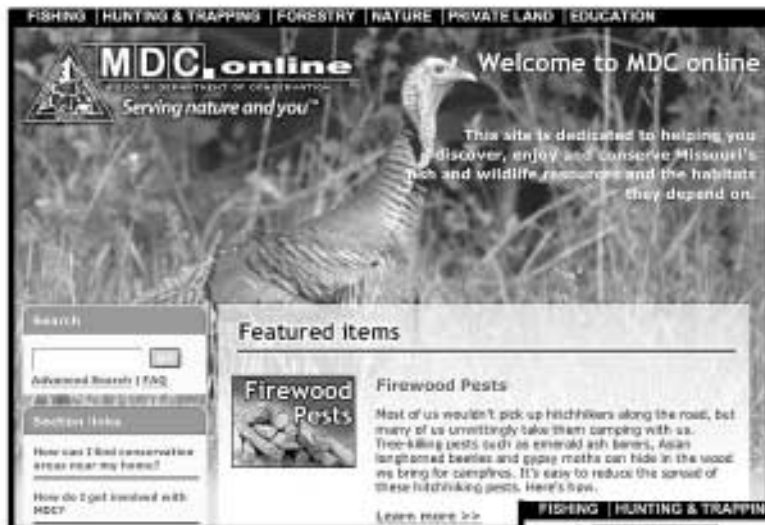 FISHING | HUNTING & TRAPPING | FORESTRY | NATURE | PRIVATE LAND | EDUCATION
MDC.online
MISSOURI DEPARTMENT OF CONSERVATION
Serving nature and you™
Welcome to MDC online
This site is dedicated to helping you
discover, enjoy and conserve Missouri's
fish and wildlife resources and the habitats
they depend on.
Search
Advanced Search | FAQ
Section links
How can I find conservation
areas near my home?
How do I get involved with
MDC?
Featured items
Firewood
Pests
Firewood Pests
Most of us wouldn't pick up hitchhikers along the road, but
many of us unwittingly take them camping with us.
Tree-killing pests such as emerald ash borers, Asian
longhorned beetles and gypsy moths can hide in the wood
we bring for campfires. It's easy to reduce the spread of
these hitchhiking pests. Here's how.
Learn more >>
FISHING | HUNTING & TRAPPIN